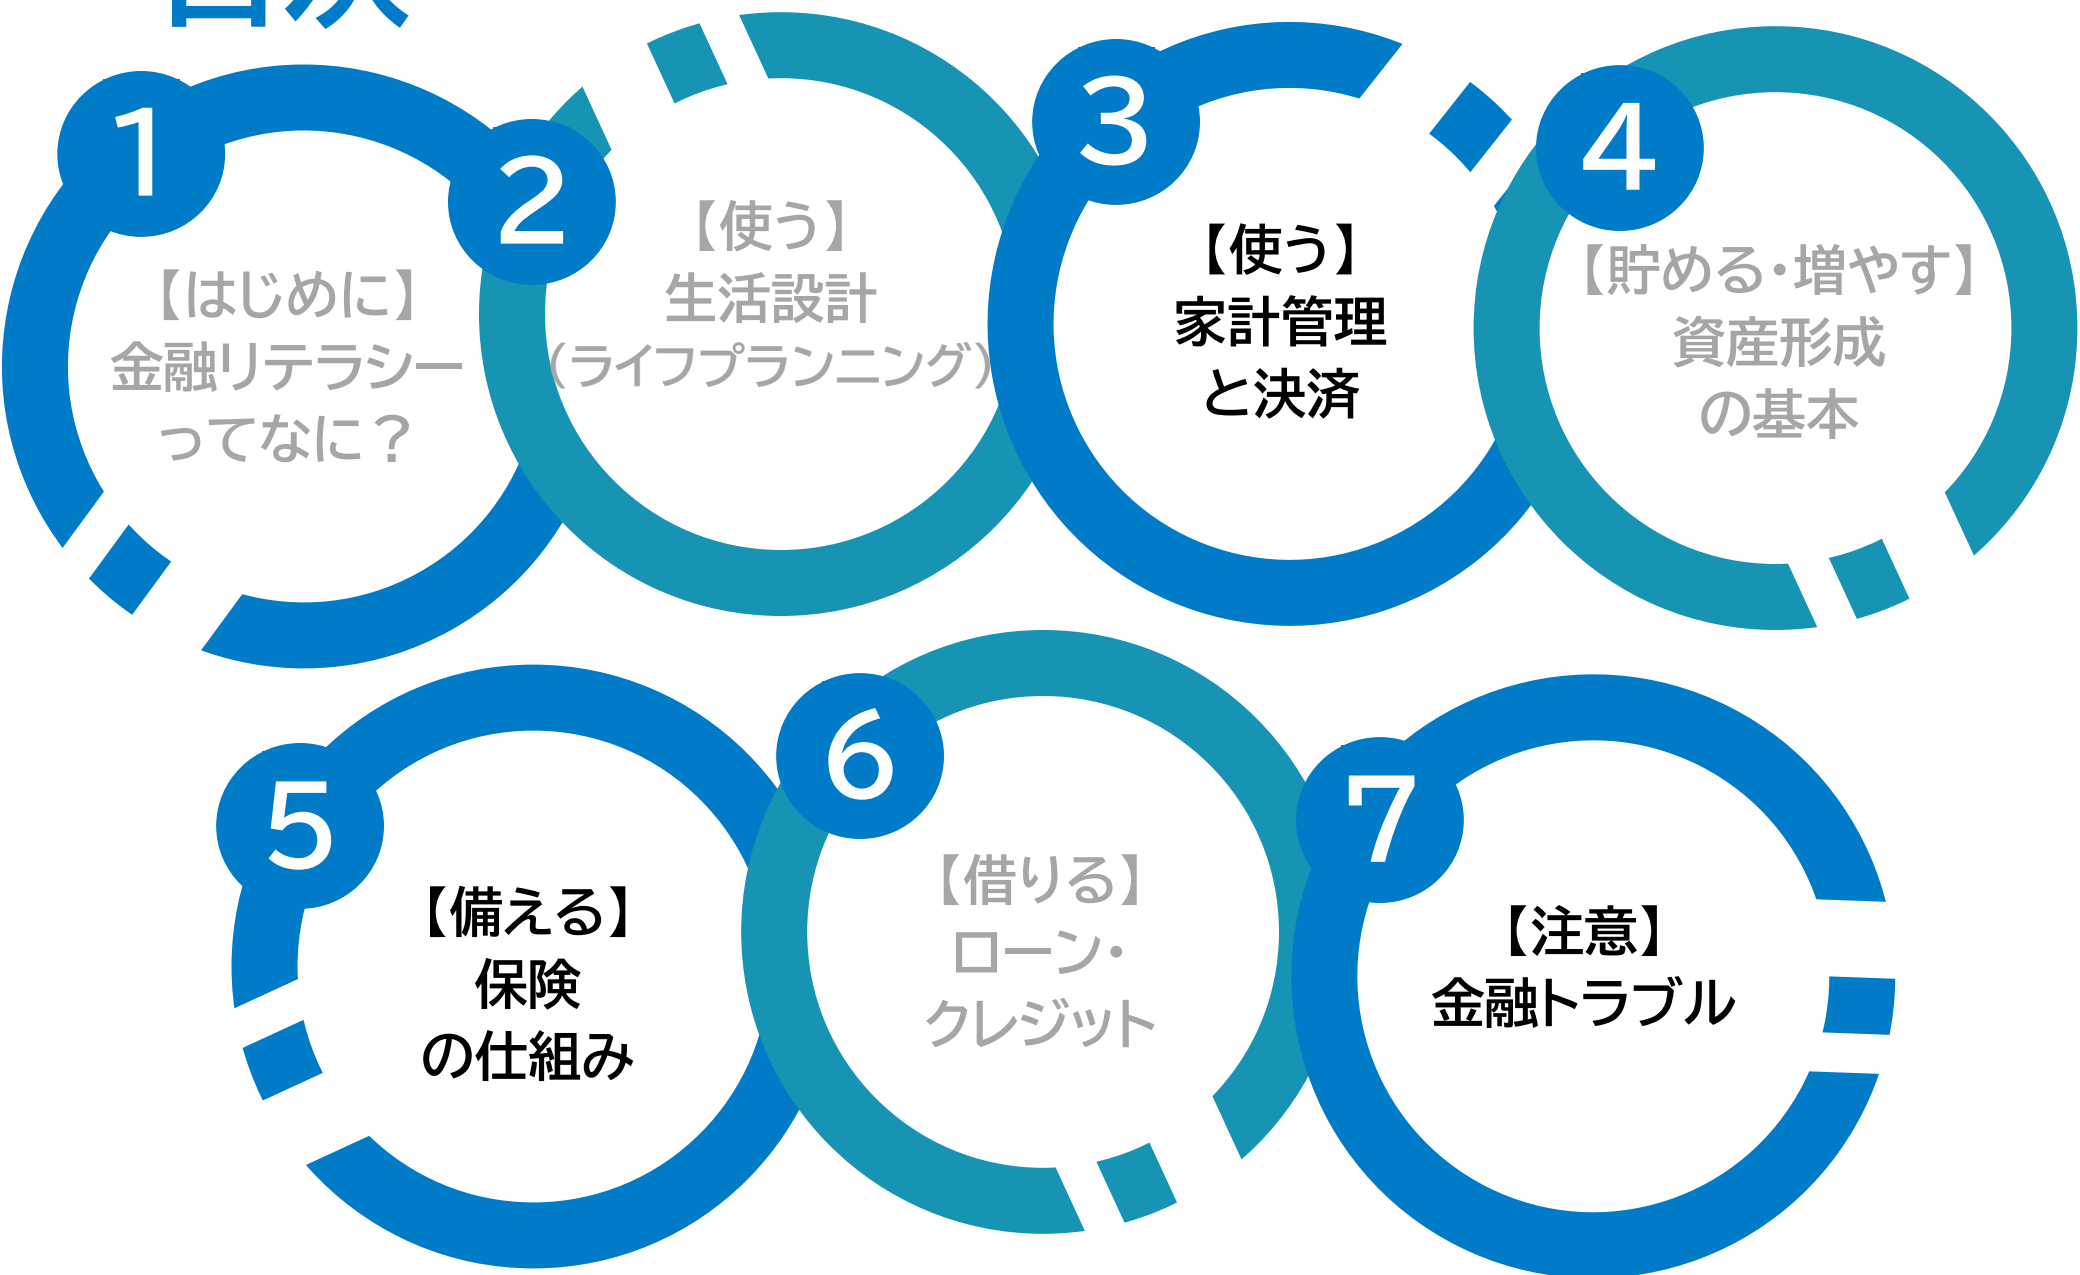 目次
1
【はじめに】
金融リテラシー
ってなに？
2
【使う】
生活設計
（ライフプランニング）
3
【使う】
家計管理
と決済
4
【貯める・増やす】
資産形成
の基本
5
【備える】
保険
の仕組み
6
【借りる】
ローン・
クレジット
7
【注意】
金融トラブル